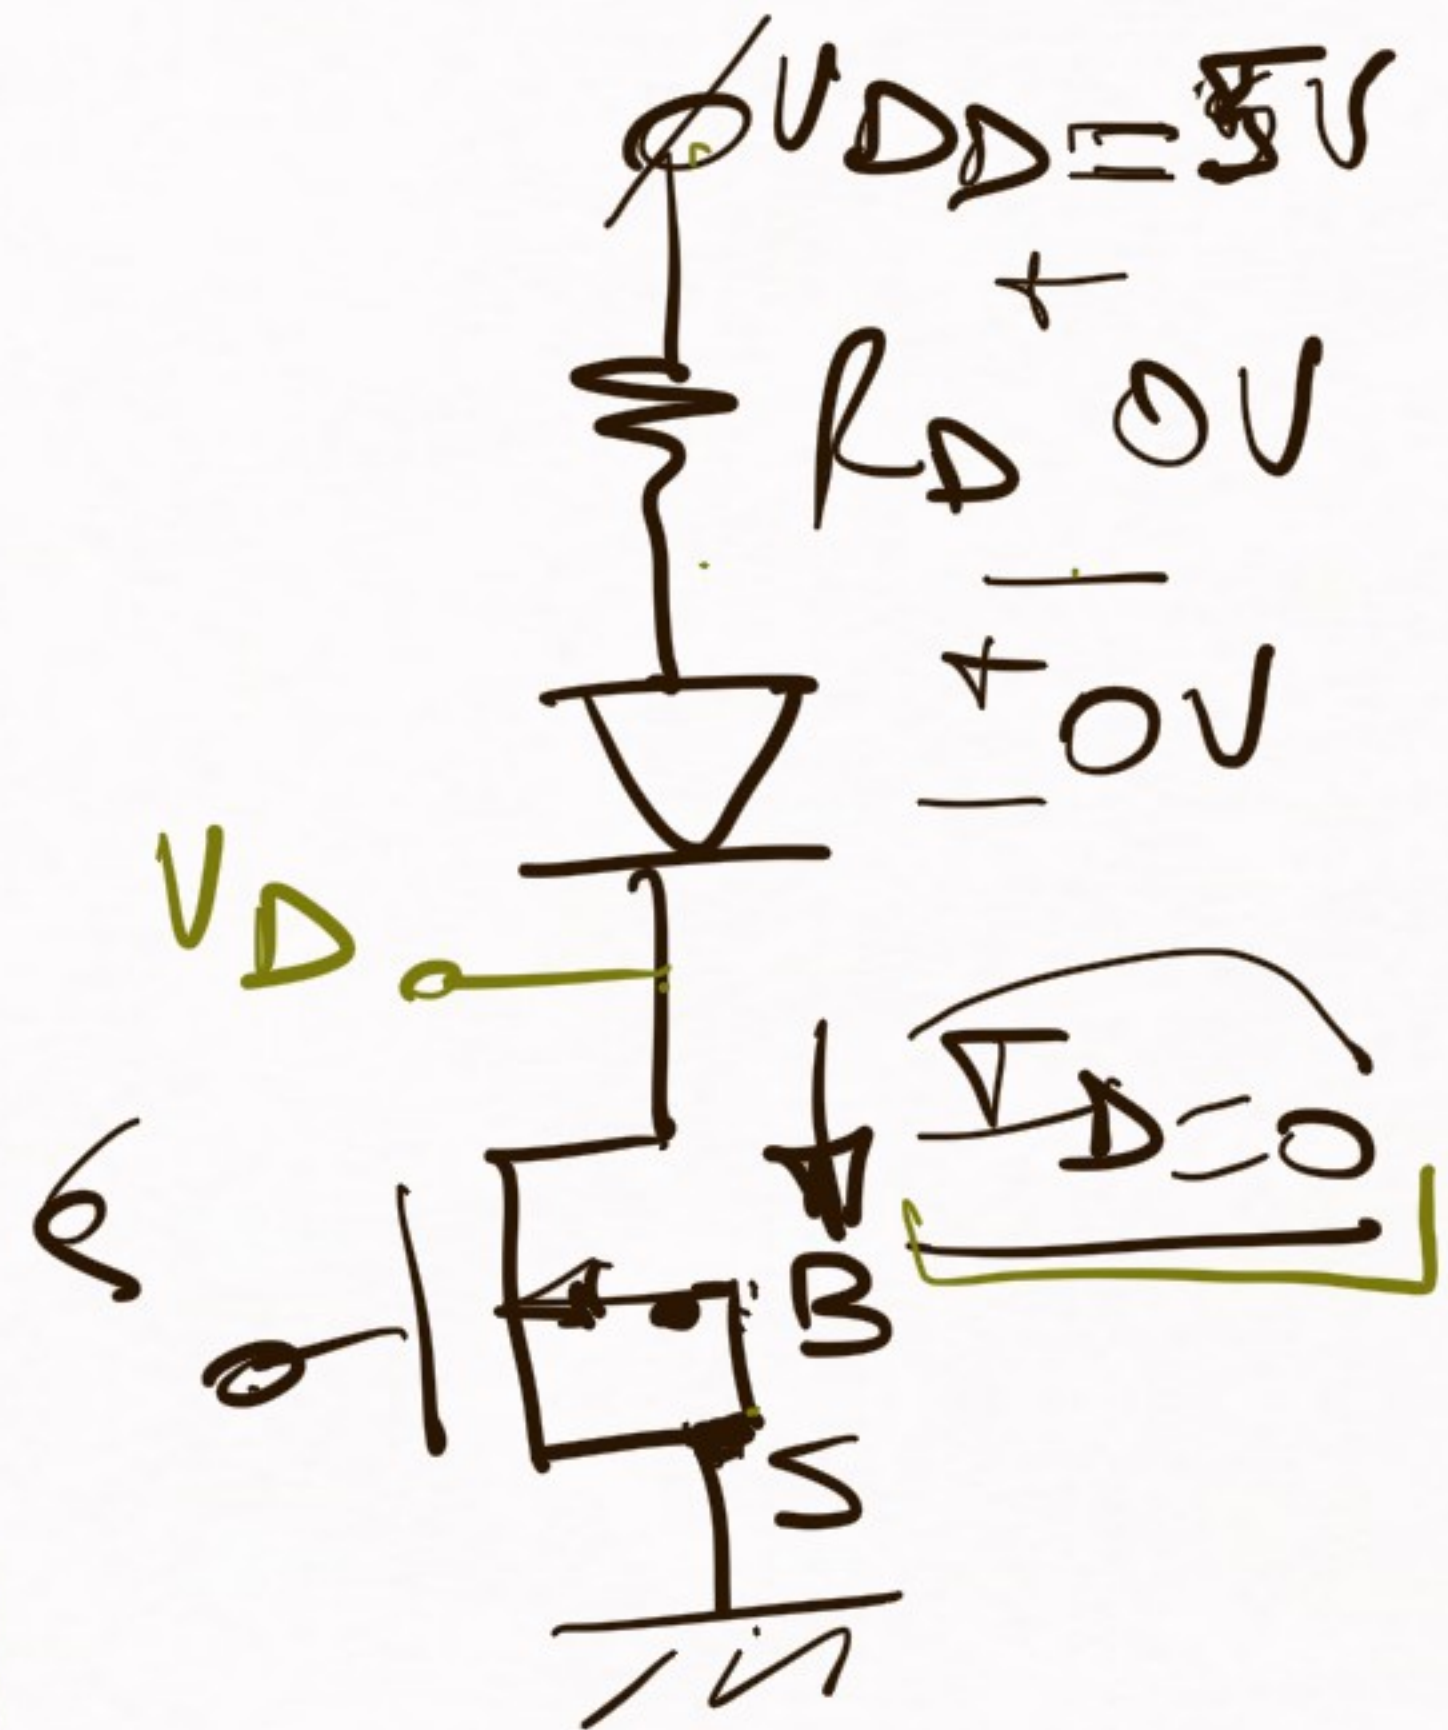 VDD = 5V
+
RD 0V
−
+
0V
−
VD
ID = 0
B
S